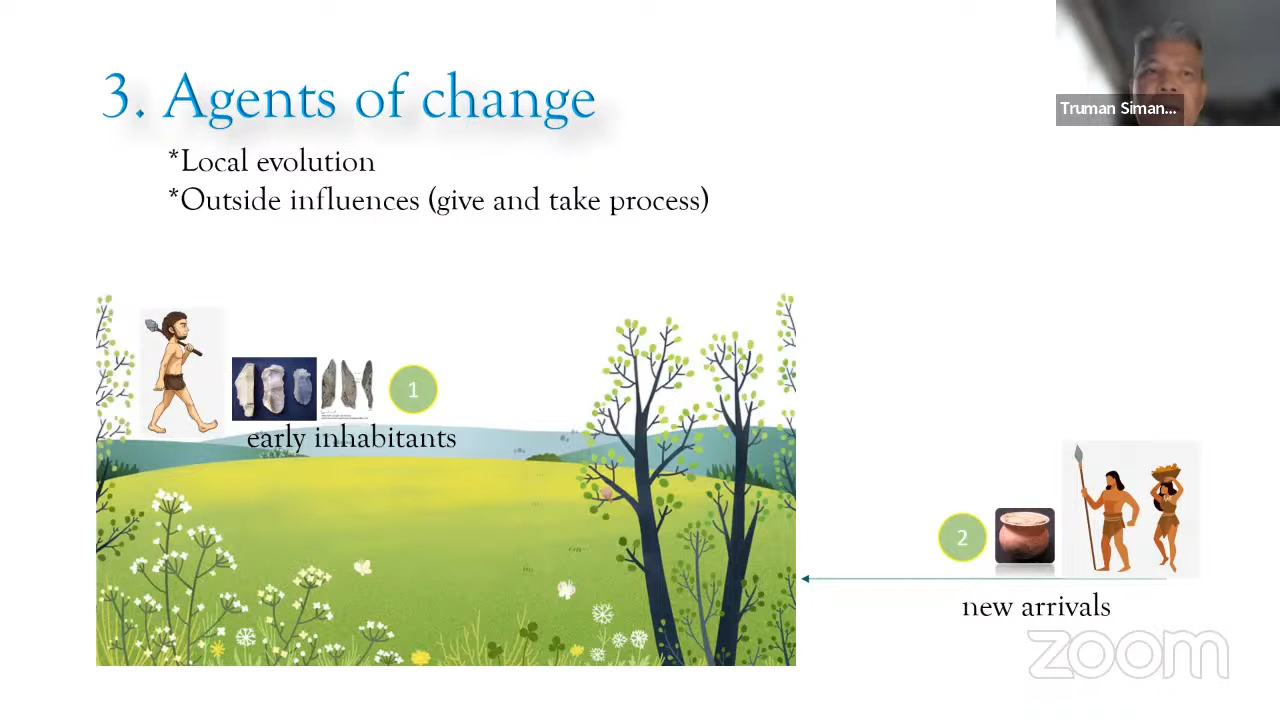 3. Agents of change
*Local evolution
*Outside influences (give and take process)
Truman Siman...
1
early inhabitants
2
new arrivals
zoom